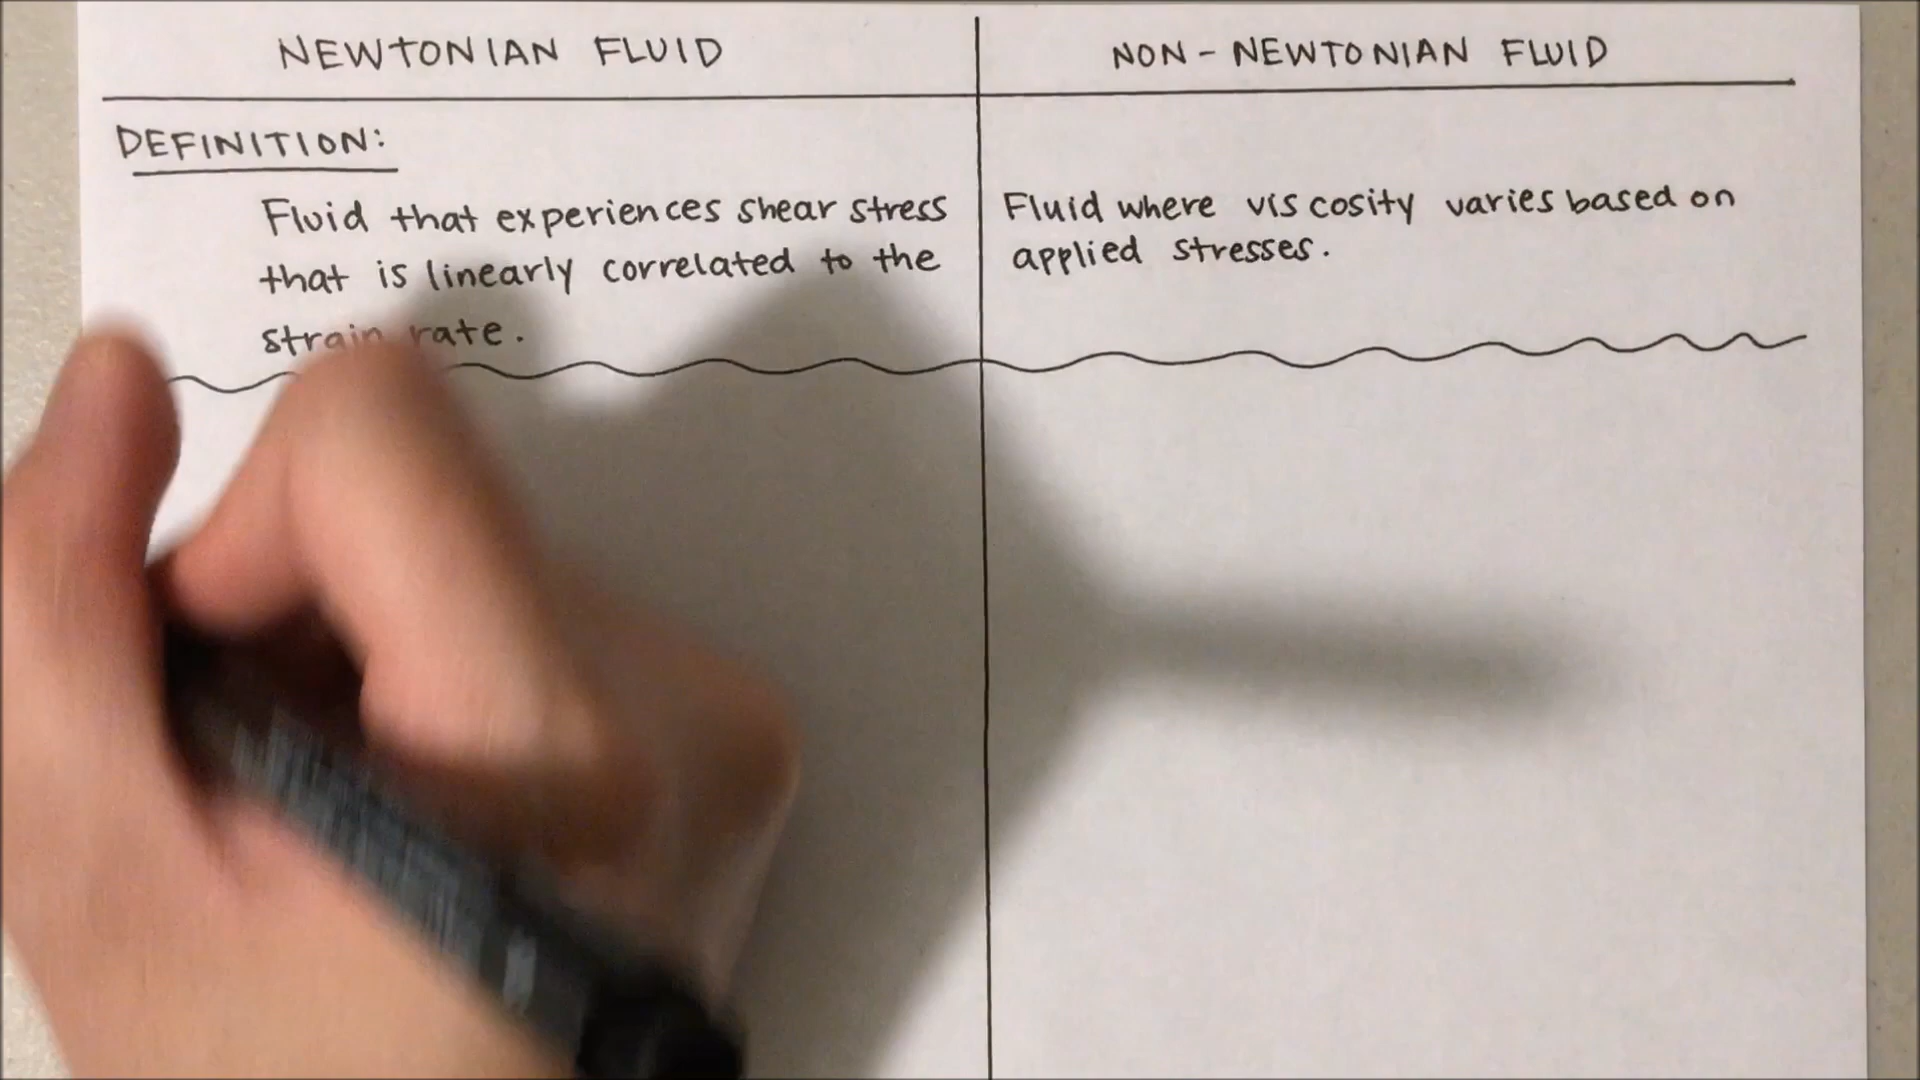 NEWTONIAN FLUID
NON-NEWTONIAN FLUID
DEFINITION:
Fluid that experiences shear stress
that is linearly correlated to the
strain rate.
Fluid where viscosity varies based on
applied stresses.